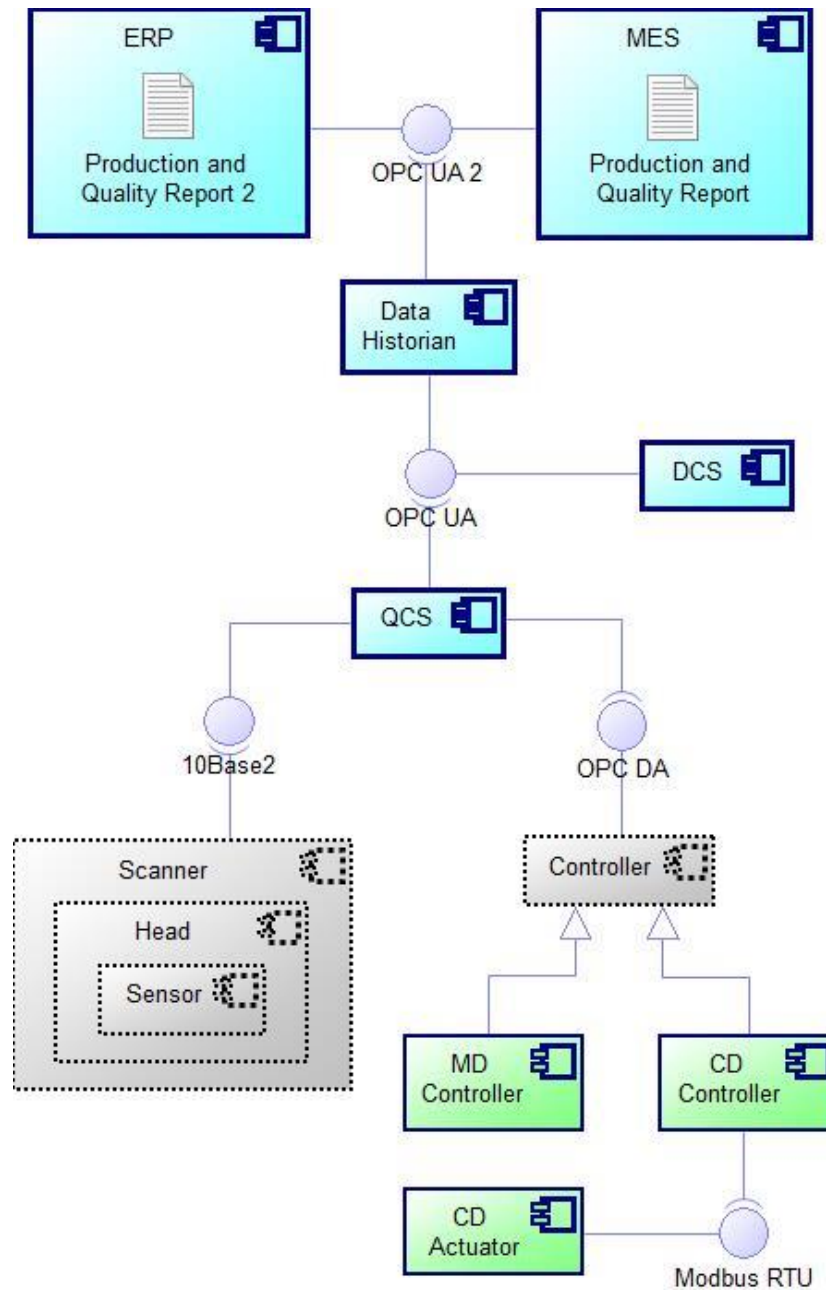 ERP
Production and
Quality Report 2
MES
Production and
Quality Report
OPC UA 2
Data
Historian
DCS
OPC UA
QCS
10Base2
OPC DA
Scanner
Head
Sensor
Controller
MD
Controller
CD
Controller
CD
Actuator
Modbus RTU